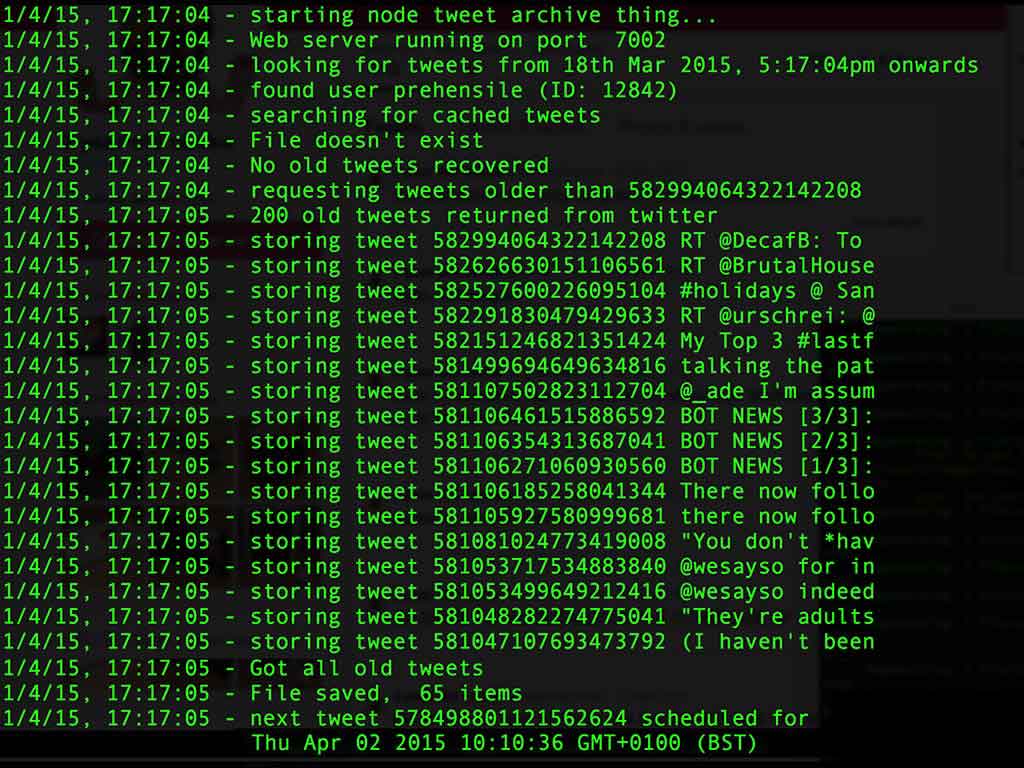 1/4/15, 17:17:04 - starting node tweet archive thing...
1/4/15, 17:17:04 - Web server running on port  7002
1/4/15, 17:17:04 - looking for tweets from 18th Mar 2015, 5:17:04pm onwards
1/4/15, 17:17:04 - found user prehensile (ID: 12842)
1/4/15, 17:17:04 - searching for cached tweets
1/4/15, 17:17:04 - File doesn't exist
1/4/15, 17:17:04 - No old tweets recovered
1/4/15, 17:17:04 - requesting tweets older than 582994064322142208
1/4/15, 17:17:05 - 200 old tweets returned from twitter
1/4/15, 17:17:05 - storing tweet 582994064322142208 RT @DecafB: To
1/4/15, 17:17:05 - storing tweet 582626630151106561 RT @BrutalHouse
1/4/15, 17:17:05 - storing tweet 582527600226095104 #holidays @ San
1/4/15, 17:17:05 - storing tweet 582291830479429633 RT @urschrei: @
1/4/15, 17:17:05 - storing tweet 582151246821351424 My Top 3 #lastf
1/4/15, 17:17:05 - storing tweet 581499694649634816 talking the pat
1/4/15, 17:17:05 - storing tweet 581107502823112704 @_ade I'm assum
1/4/15, 17:17:05 - storing tweet 581106461515886592 BOT NEWS [3/3]:
1/4/15, 17:17:05 - storing tweet 581106354313687041 BOT NEWS [2/3]:
1/4/15, 17:17:05 - storing tweet 581106271060930560 BOT NEWS [1/3]:
1/4/15, 17:17:05 - storing tweet 581106185258041344 There now follo
1/4/15, 17:17:05 - storing tweet 581105927580999681 there now follo
1/4/15, 17:17:05 - storing tweet 581081024773419008 "You don't *hav
1/4/15, 17:17:05 - storing tweet 581053717534883840 @wesayso for in
1/4/15, 17:17:05 - storing tweet 581053499649212416 @wesayso indeed
1/4/15, 17:17:05 - storing tweet 581048282274775041 "They're adults
1/4/15, 17:17:05 - storing tweet 581047107693473792 (I haven't been
1/4/15, 17:17:05 - Got all old tweets
1/4/15, 17:17:05 - File saved,  65 items
1/4/15, 17:17:05 - next tweet 578498801121562624 scheduled for
Thu Apr 02 2015 10:10:36 GMT+0100 (BST)